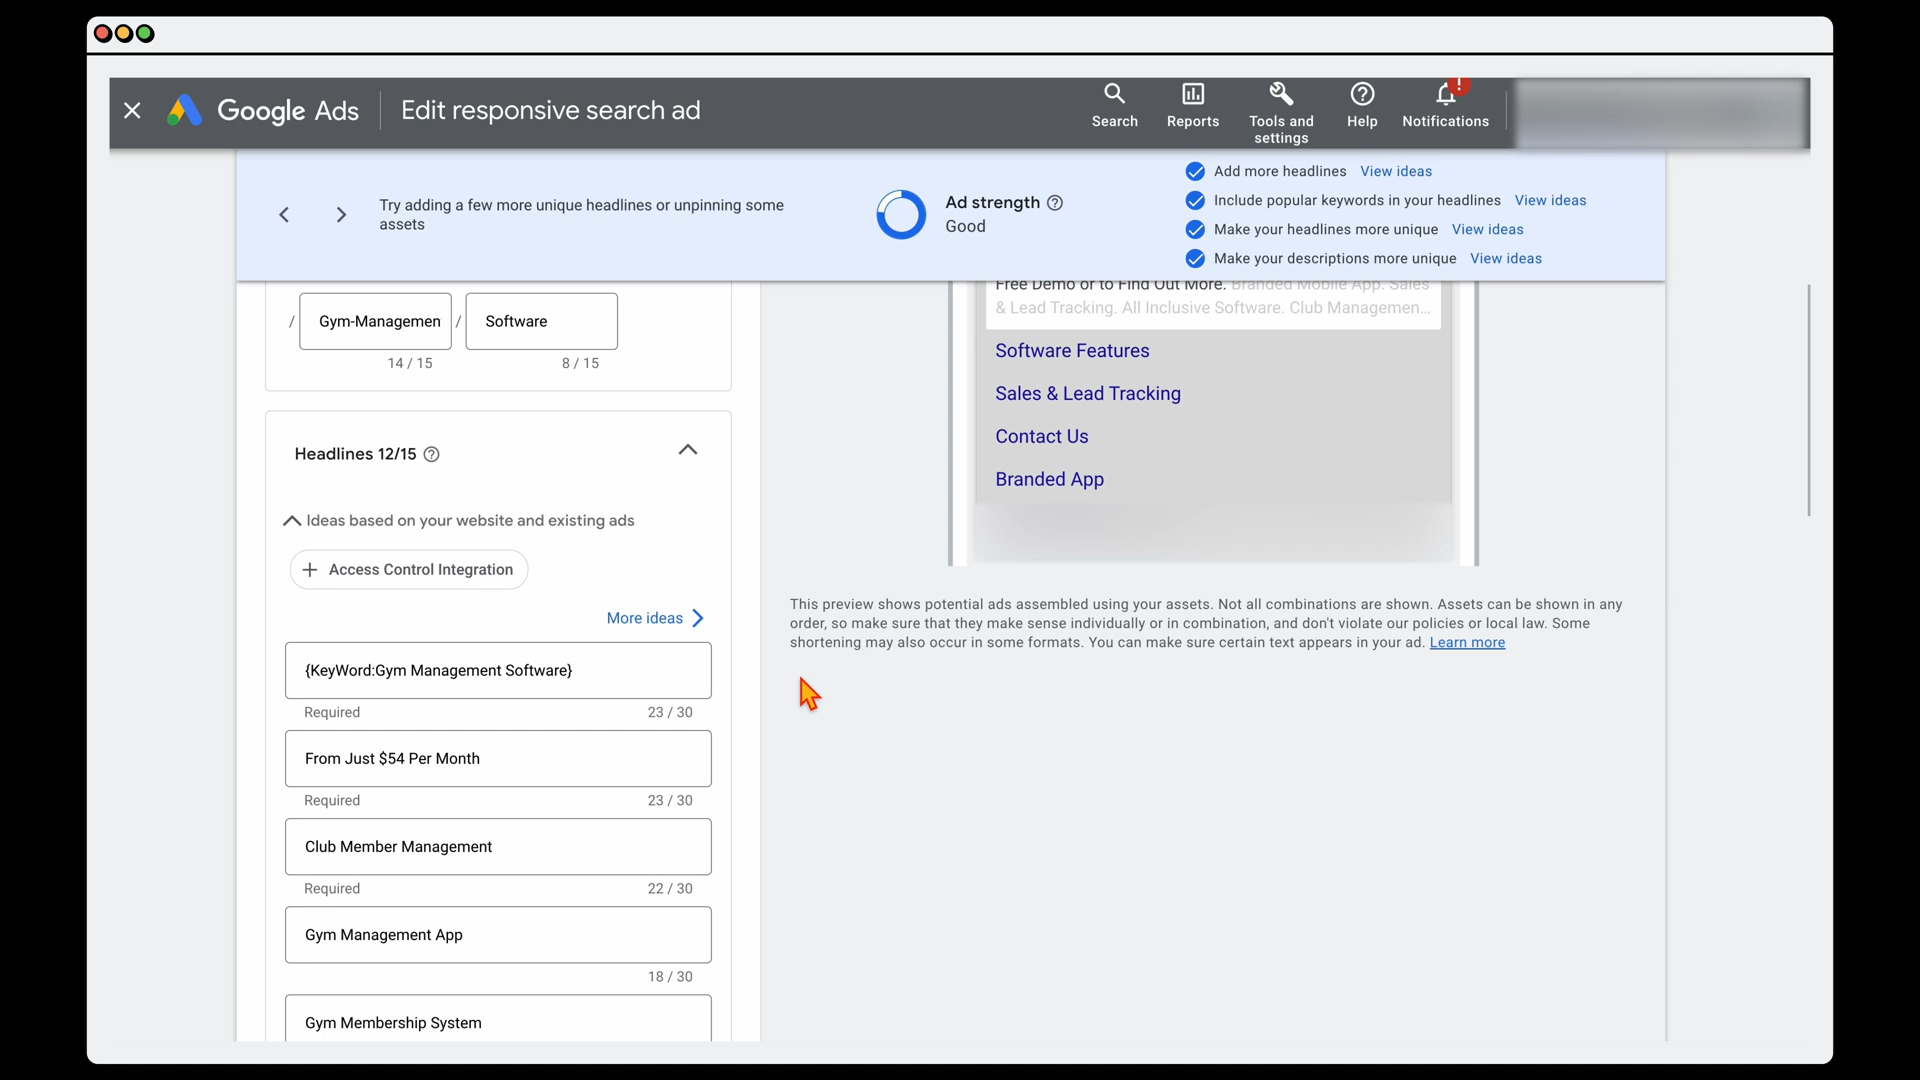 Google Ads
Edit responsive search ad
Search
Reports
Tools and
settings
Help
!
Notifications
Try adding a few more unique headlines or unpinning some
assets
Ad strength
Good
Add more headlines View ideas
Include popular keywords in your headlines View ideas
Make your headlines more unique View ideas
Make your descriptions more unique View ideas
/ Gym-Managemen / Software
14 / 15
8 / 15
Headlines 12/15
Ideas based on your website and existing ads
+ Access Control Integration
More ideas
{KeyWord:Gym Management Software}
Required 23 / 30
From Just $54 Per Month
Required 23 / 30
Club Member Management
Required 22 / 30
Gym Management App
18 / 30
Gym Membership System
Free Demo or to Find Out More. Branded Mobile App. Sales
& Lead Tracking. All Inclusive Software. Club Managemen...
Software Features
Sales & Lead Tracking
Contact Us
Branded App
This preview shows potential ads assembled using your assets. Not all combinations are shown. Assets can be shown in any
order, so make sure that they make sense individually or in combination, and don't violate our policies or local law. Some
shortening may also occur in some formats. You can make sure certain text appears in your ad. Learn more